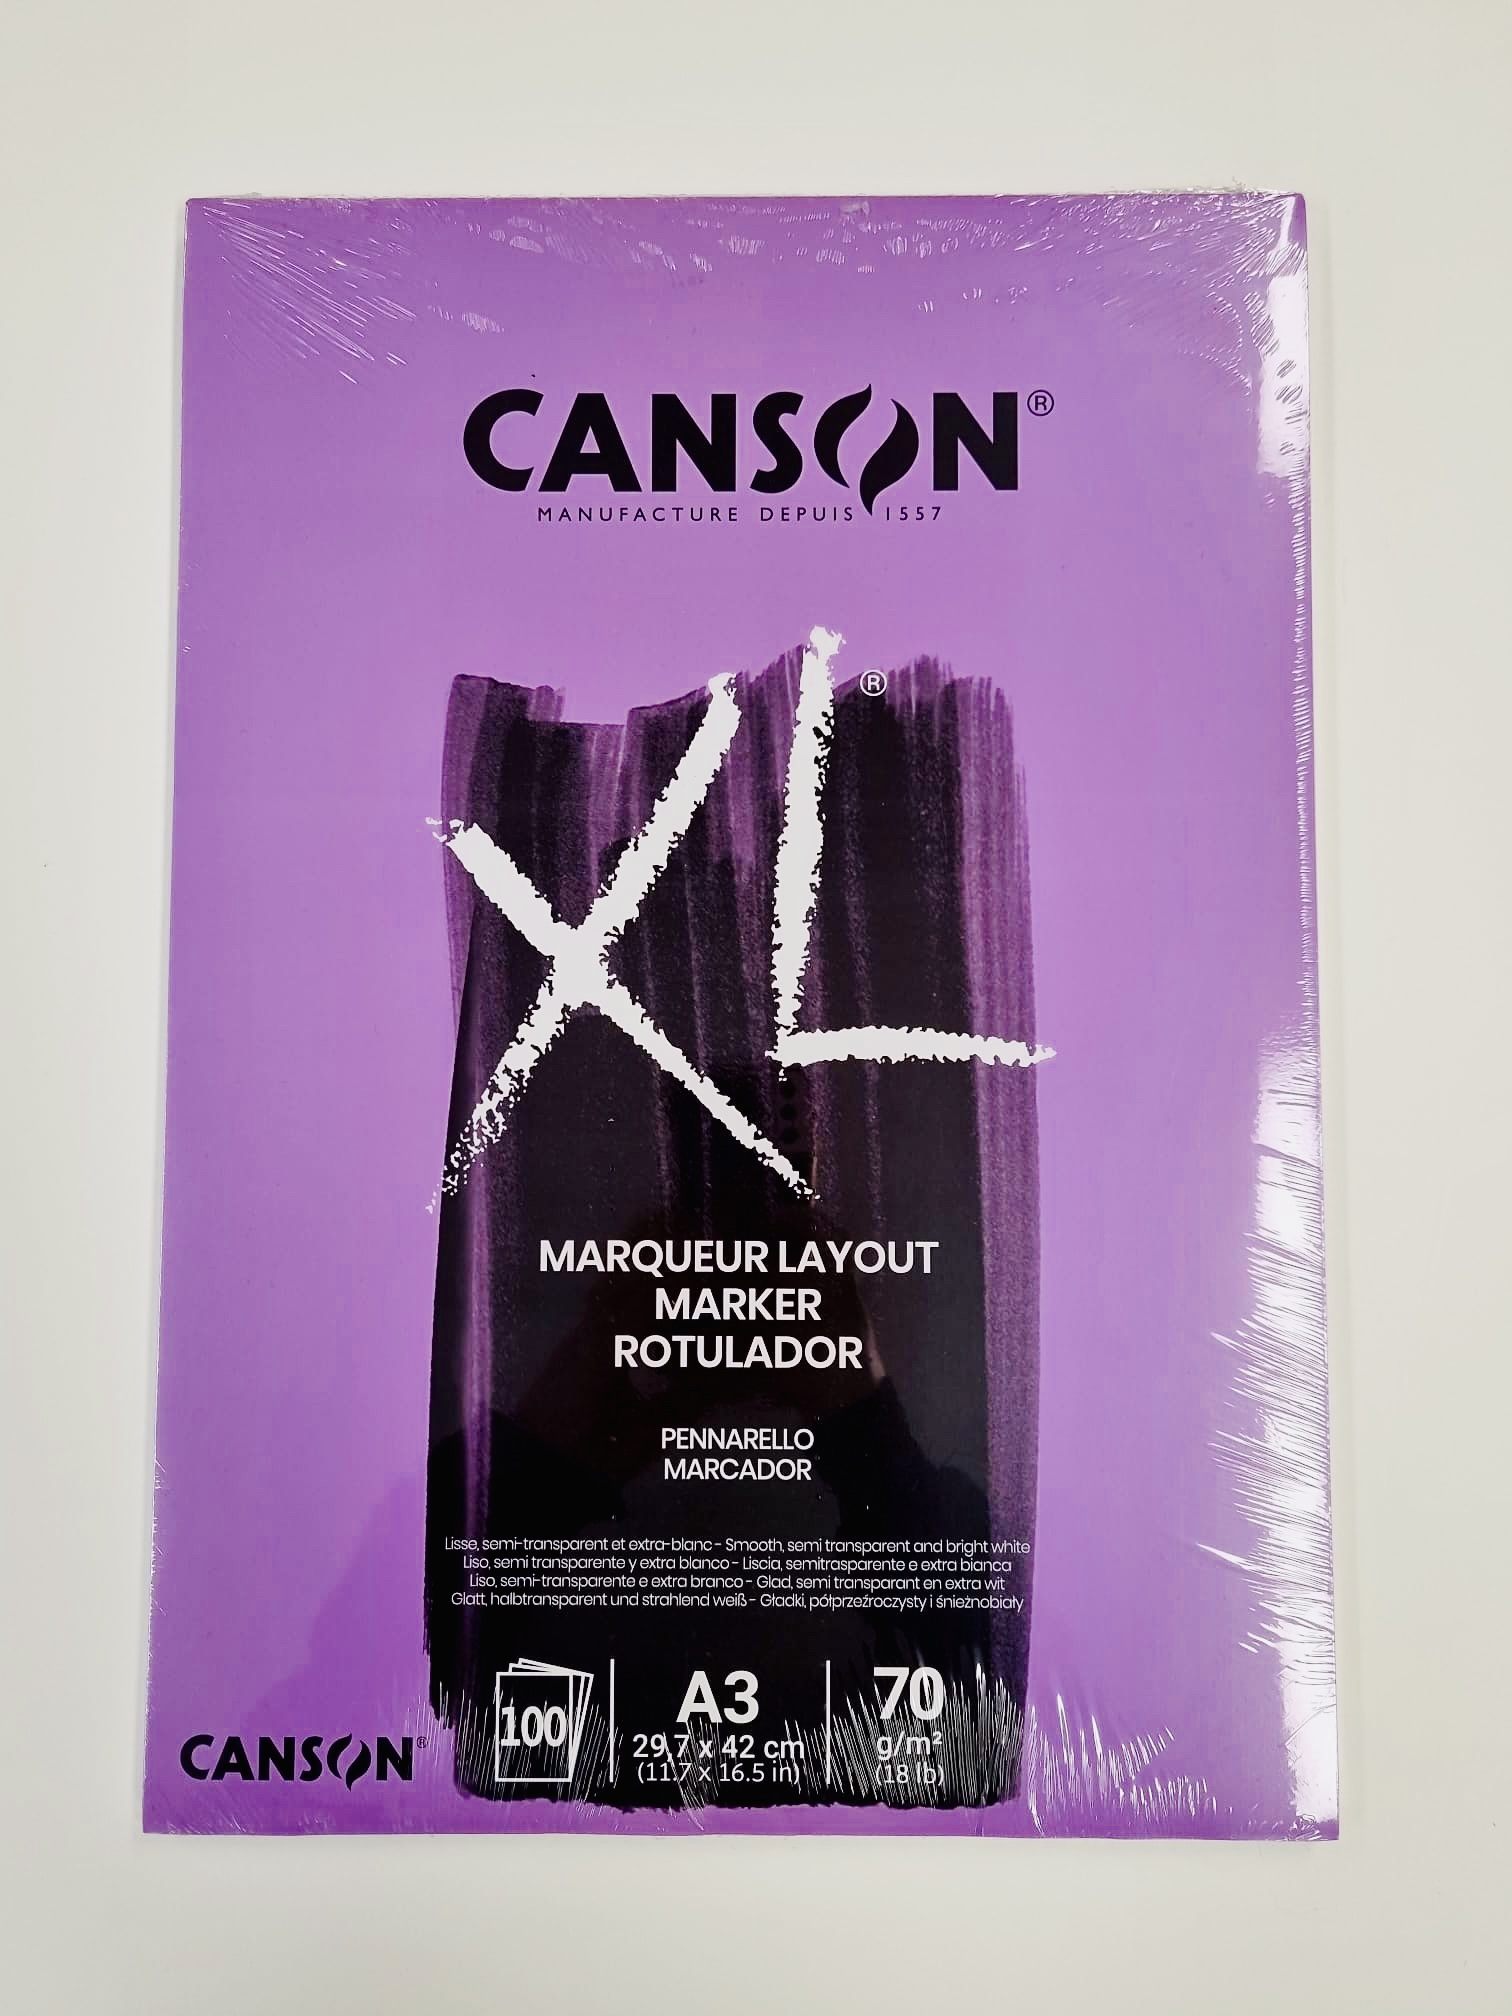 CANSON®
MANUFACTURE DEPUIS 1557
XL®
MARQUEUR LAYOUT
MARKER
ROTULADOR
PENNARELLO
MARCADOR
Lisse, semi-transparent et extra-blanc - Smooth, semi transparent and bright white
Liso, semi transparente y extra blanco - Liscia, semitrasparente e extra bianca
Liso, semi-transparente e extra branco - Glad, semi transparant en extra wit
Glatt, halbtransparent und strahlend weiß - Gładki, półprzeźroczysty i śnieżnobiały
100
A3
29,7 x 42 cm
(11.7 x 16.5 in)
70
g/m²
(18 lb)
CANSON®